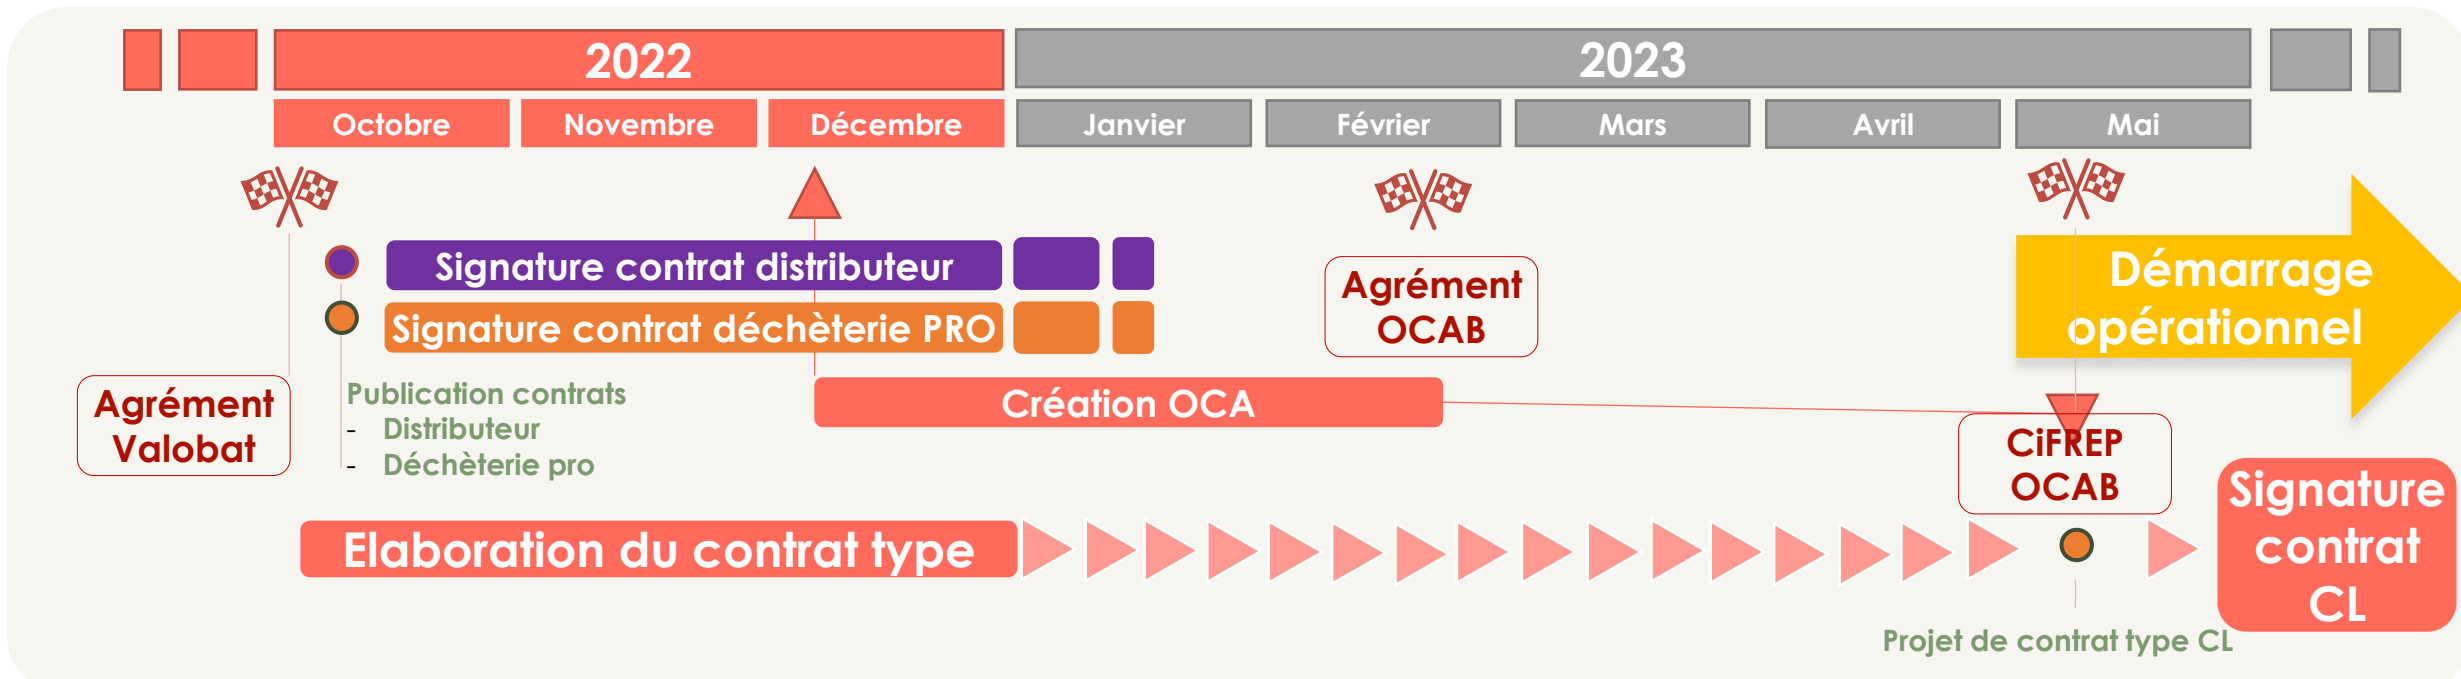 2022
2023
Octobre
Novembre
Décembre
Janvier
Février
Mars
Avril
Mai
Signature contrat distributeur
Signature contrat déchèterie PRO
Agrément
OCAB
Démarrage
opérationnel
Agrément
Valobat
Publication contrats
- Distributeur
- Déchèterie pro
Création OCA
CiFREP
OCAB
Elaboration du contrat type
Signature
contrat
CL
Projet de contrat type CL